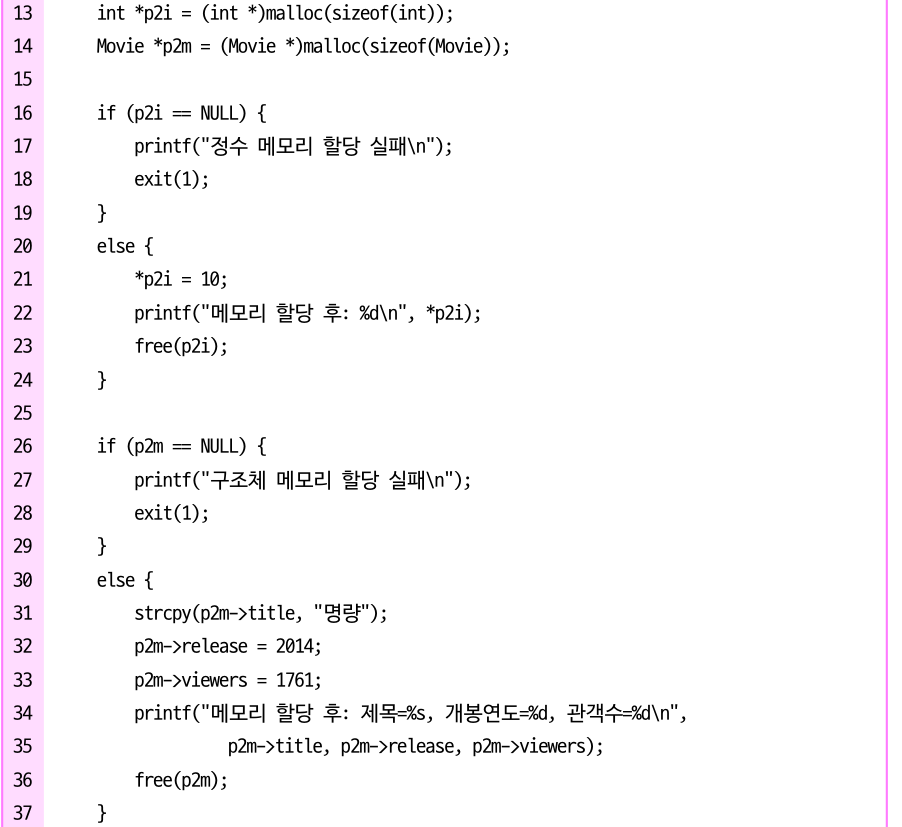 13 int *p2i = (int *)malloc(sizeof(int));
14 Movie *p2m = (Movie *)malloc(sizeof(Movie));
15
16 if (p2i == NULL) {
17 printf("정수 메모리 할당 실패\n");
18 exit(1);
19 }
20 else {
21 *p2i = 10;
22 printf("메모리 할당 후: %d\n", *p2i);
23 free(p2i);
24 }
25
26 if (p2m == NULL) {
27 printf("구조체 메모리 할당 실패\n");
28 exit(1);
29 }
30 else {
31 strcpy(p2m->title, "명량");
32 p2m->release = 2014;
33 p2m->viewers = 1761;
34 printf("메모리 할당 후: 제목=%s, 개봉연도=%d, 관객수=%d\n",
35 p2m->title, p2m->release, p2m->viewers);
36 free(p2m);
37 }